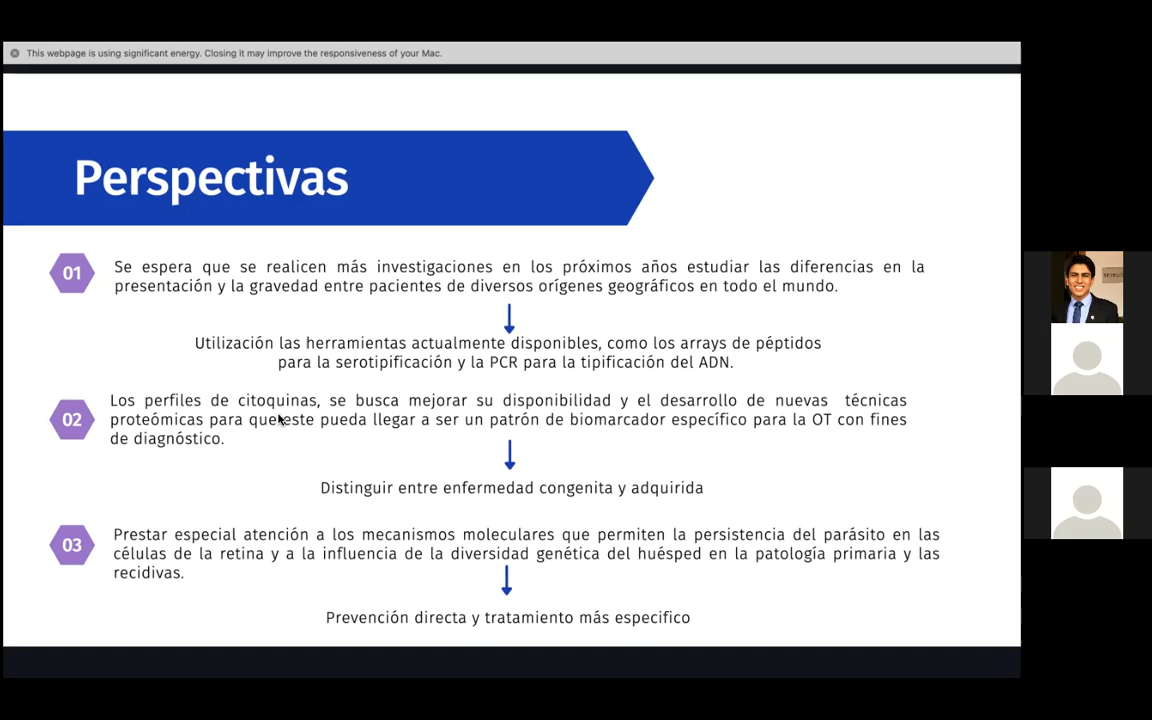 This webpage is using significant energy. Closing it may improve the responsiveness of your Mac.
Perspectivas
01
Se espera que se realicen más investigaciones en los próximos años estudiar las diferencias en la
presentación y la gravedad entre pacientes de diversos orígenes geográficos en todo el mundo.
Utilización las herramientas actualmente disponibles, como los arrays de péptidos
para la serotipificación y la PCR para la tipificación del ADN.
02
Los perfiles de citoquinas, se busca mejorar su disponibilidad y el desarrollo de nuevas técnicas
proteómicas para que este pueda llegar a ser un patrón de biomarcador específico para la OT con fines
de diagnóstico.
Distinguir entre enfermedad congenita y adquirida
03
Prestar especial atención a los mecanismos moleculares que permiten la persistencia del parásito en las
células de la retina y a la influencia de la diversidad genética del huésped en la patología primaria y las
recidivas.
Prevención directa y tratamiento más especifico